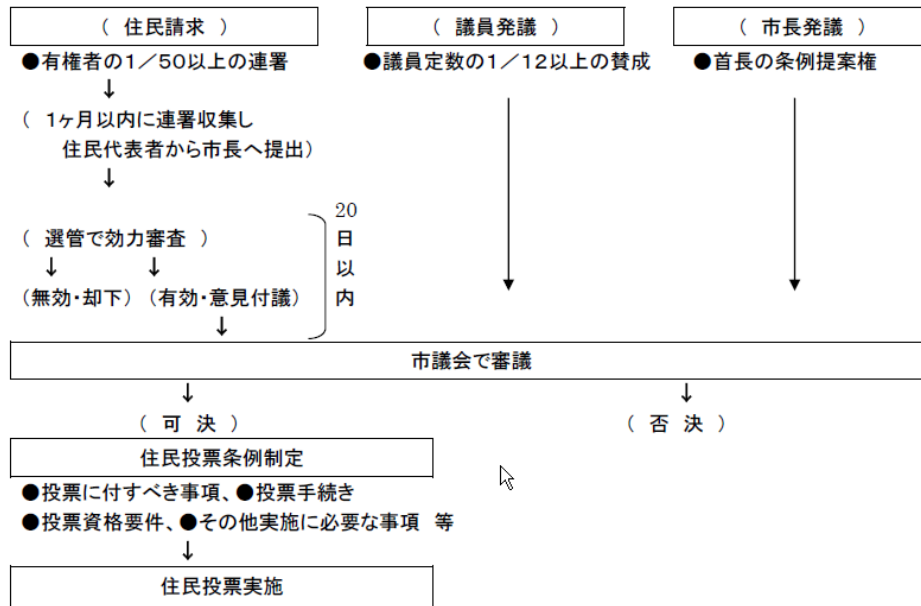 ( 住民請求 )
( 議員発議 )
( 市長発議 )
●有権者の1/50以上の連署
●議員定数の1/12以上の賛成
●首長の条例提案権
↓
( 1ヶ月以内に連署収集し
住民代表者から市長へ提出)
↓
20
日
以
内
( 選管で効力審査 )
↓ ↓
(無効・却下) (有効・意見付議)
↓
市議会で審議
↓ ↓
( 可 決 )
( 否 決 )
住民投票条例制定
●投票に付すべき事項、●投票手続き
●投票資格要件、●その他実施に必要な事項 等
↓
住民投票実施